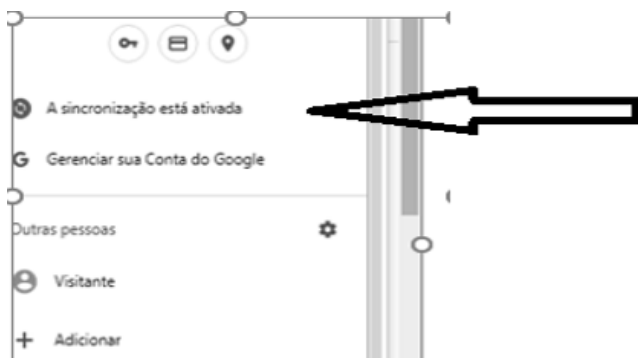 A sincronização está ativada
G Gerenciar sua Conta do Google
Outras pessoas
Visitante
Adicionar